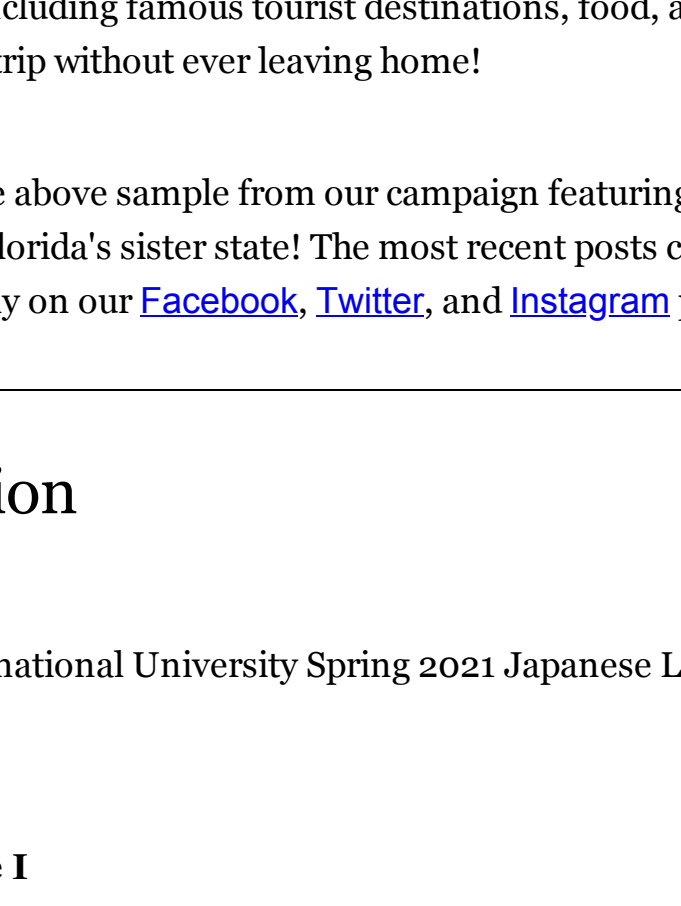 cluding famous tourist destinations, food, a
trip without ever leaving home!
e above sample from our campaign featuring
lorida's sister state! The most recent posts c
y on our Facebook, Twitter, and Instagram
ion
national University Spring 2021 Japanese L
e I